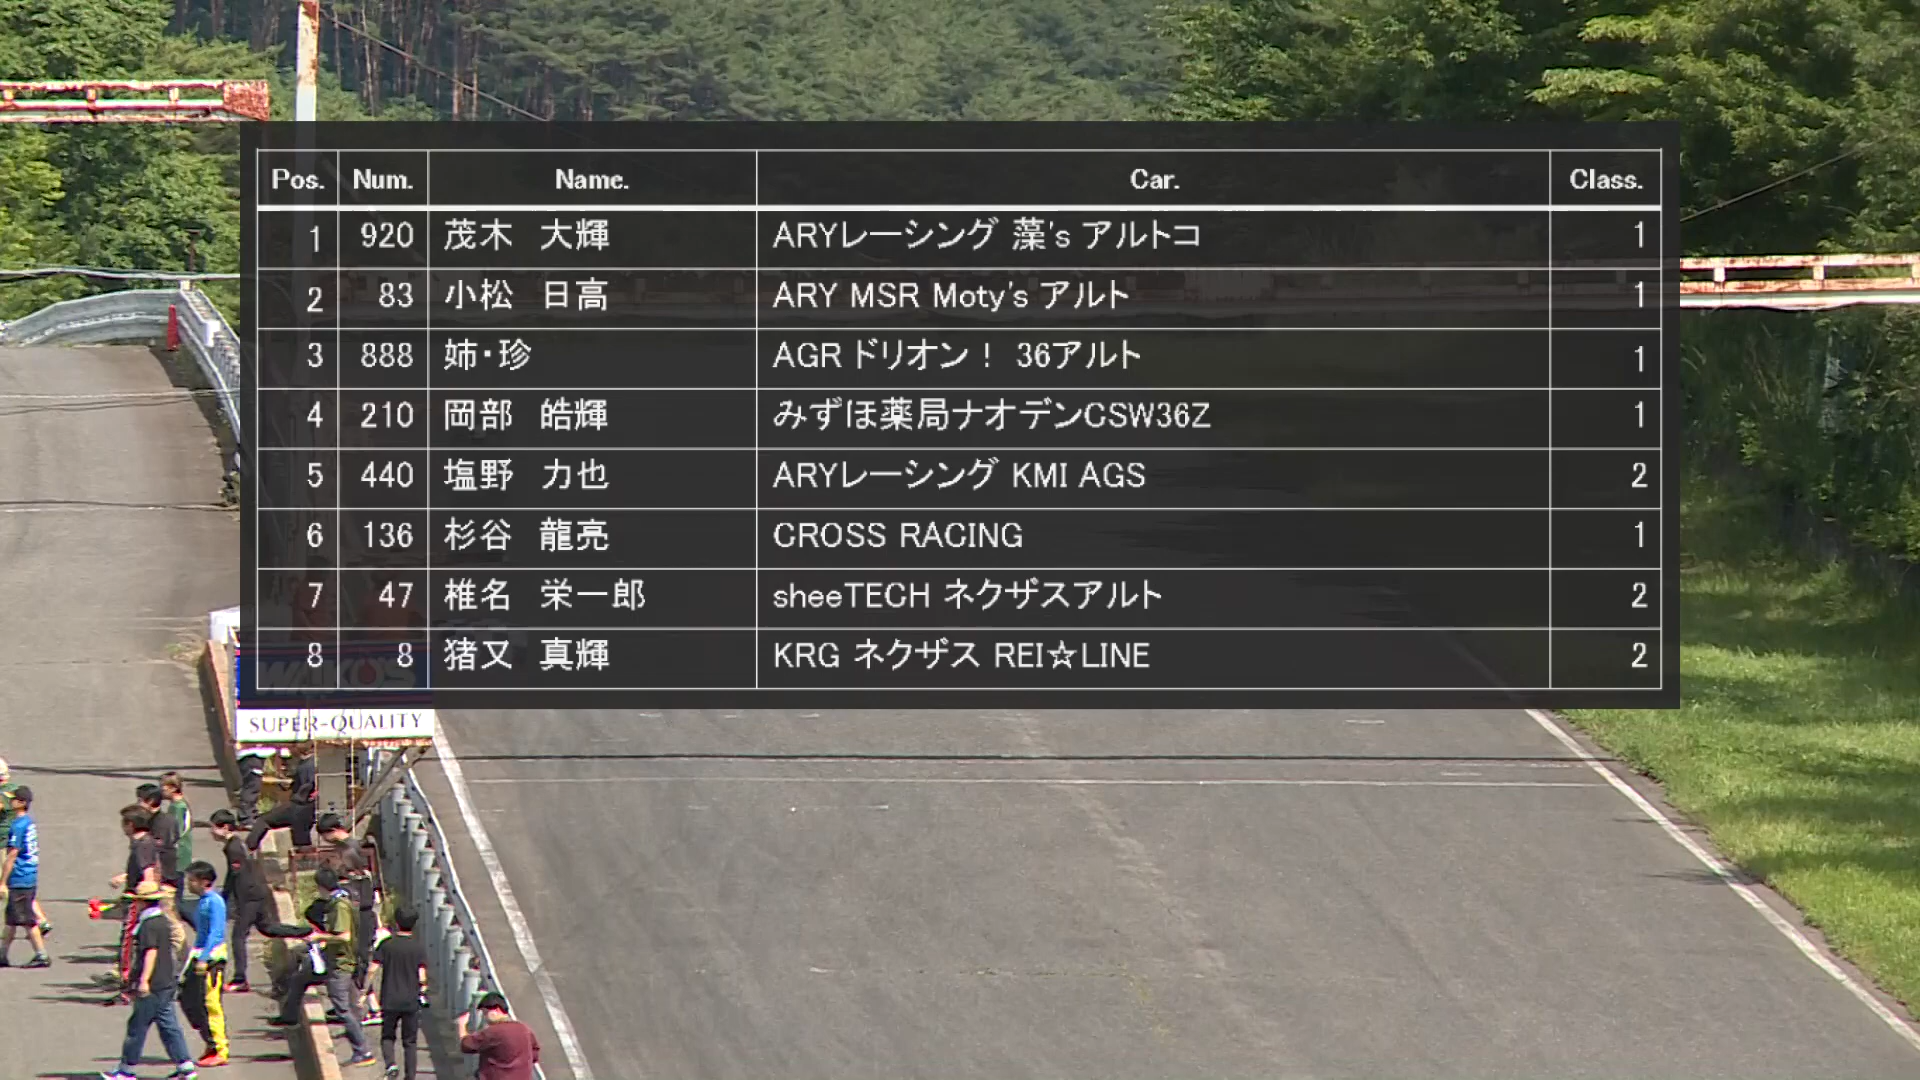 Pos. Num. Name. Car. Class.
1 920 茂木 大輝 ARYレーシング 藻's アルトコ 1
2 83 小松 日高 ARY MSR Moty's アルト 1
3 888 姉・珍 AGR ドリオン！ 36アルト 1
4 210 岡部 皓輝 みずほ薬局ナオデンCSW36Z 1
5 440 塩野 力也 ARYレーシング KMI AGS 2
6 136 杉谷 龍亮 CROSS RACING 1
7 47 椎名 栄一郎 sheeTECH ネクザスアルト 2
8 8 猪又 真輝 KRG ネクザス REI☆LINE 2
WAKO'S
SUPER-QUALITY